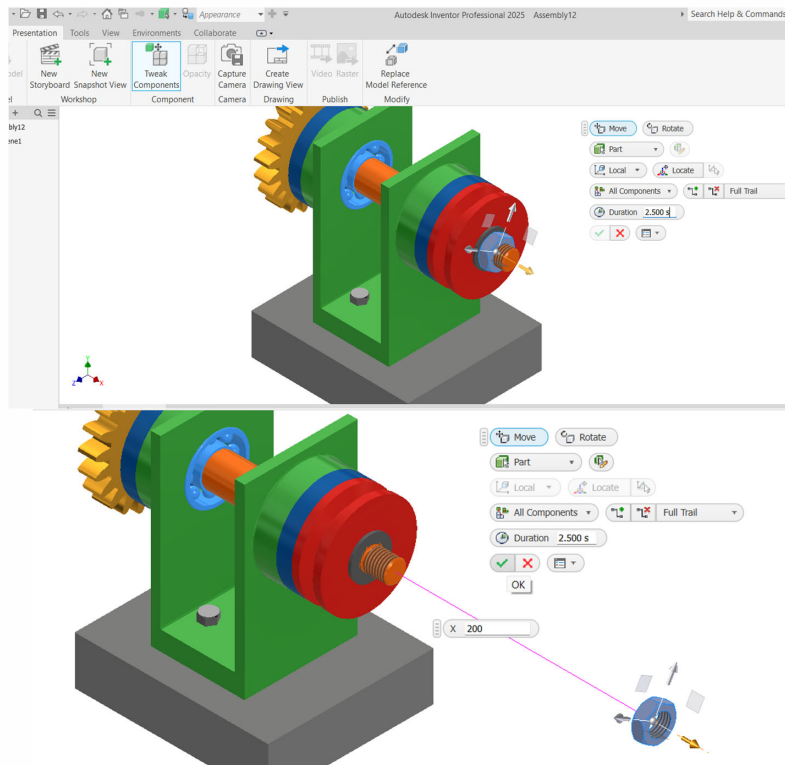 Appearance
Autodesk Inventor Professional 2025 Assembly12
Search Help & Commands
Presentation Tools View Environments Collaborate
New Storyboard
New Snapshot View
Tweak Components
Opacity
Capture Camera
Create Drawing View
Video Raster
Replace Model Reference
Workshop Component Camera Drawing Publish Modify
Move Rotate
Part
Local Locate
All Components Full Trail
Duration 2.500 s
Y
Z X
Move Rotate
Part
Local Locate
All Components Full Trail
Duration 2.500 s
OK
X 200